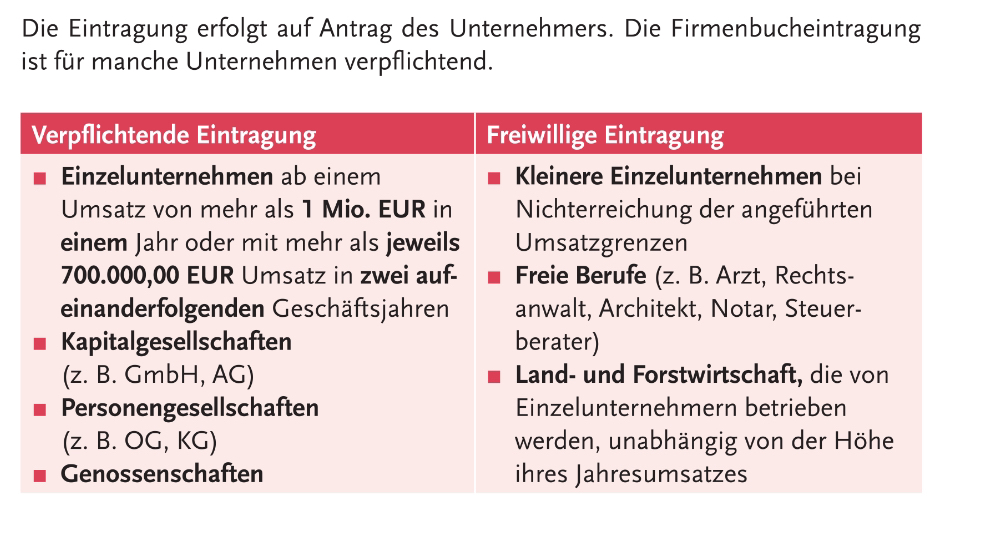 Die Eintragung erfolgt auf Antrag des Unternehmers. Die Firmenbucheintragung
ist für manche Unternehmen verpflichtend.
Verpflichtende Eintragung
■ Einzelunternehmen ab einem
Umsatz von mehr als 1 Mio. EUR in
einem Jahr oder mit mehr als jeweils
700.000,00 EUR Umsatz in zwei auf-
einanderfolgenden Geschäftsjahren
■ Kapitalgesellschaften
(z. B. GmbH, AG)
■ Personengesellschaften
(z. B. OG, KG)
■ Genossenschaften
Freiwillige Eintragung
■ Kleinere Einzelunternehmen bei
Nichterreichung der angeführten
Umsatzgrenzen
■ Freie Berufe (z. B. Arzt, Rechts-
anwalt, Architekt, Notar, Steuer-
berater)
■ Land- und Forstwirtschaft, die von
Einzelunternehmern betrieben
werden, unabhängig von der Höhe
ihres Jahresumsatzes